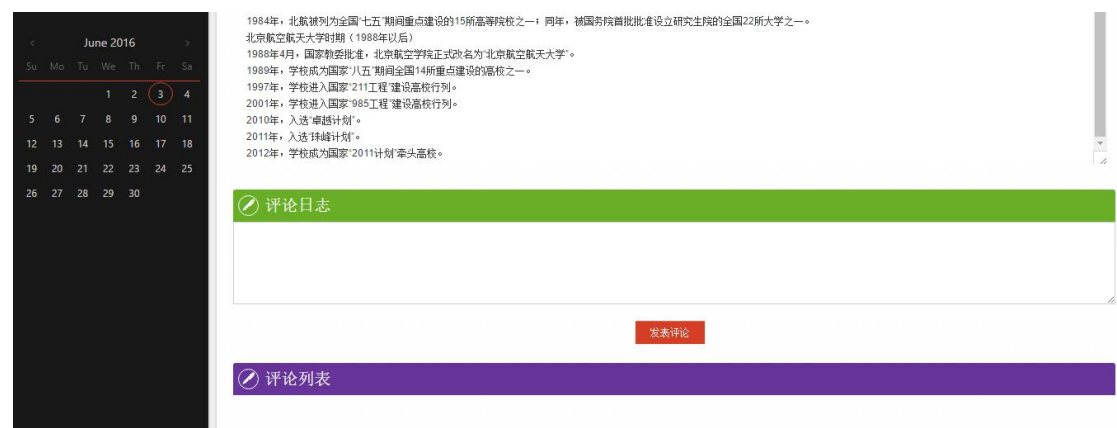 < June 2016 >
Su Mo Tu We Th Fr Sa
1 2 3 4
5 6 7 8 9 10 11
12 13 14 15 16 17 18
19 20 21 22 23 24 25
26 27 28 29 30
1984年，北航被列为全国“七五”期间重点建设的15所高等院校之一；同年，被国务院首批批准设立研究生院的全国22所大学之一。
北京航空航天大学时期（1988年以后）
1988年4月，国家教委批准，北京航空学院正式改名为“北京航空航天大学”。
1989年，学校成为国家“八五”期间全国14所重点建设的高校之一。
1997年，学校进入国家“211工程”建设高校行列。
2001年，学校进入国家“985工程”建设高校行列。
2010年，入选“卓越计划”。
2011年，入选“珠峰计划”。
2012年，学校成为国家“2011计划”牵头高校。
评论日志
发表评论
评论列表